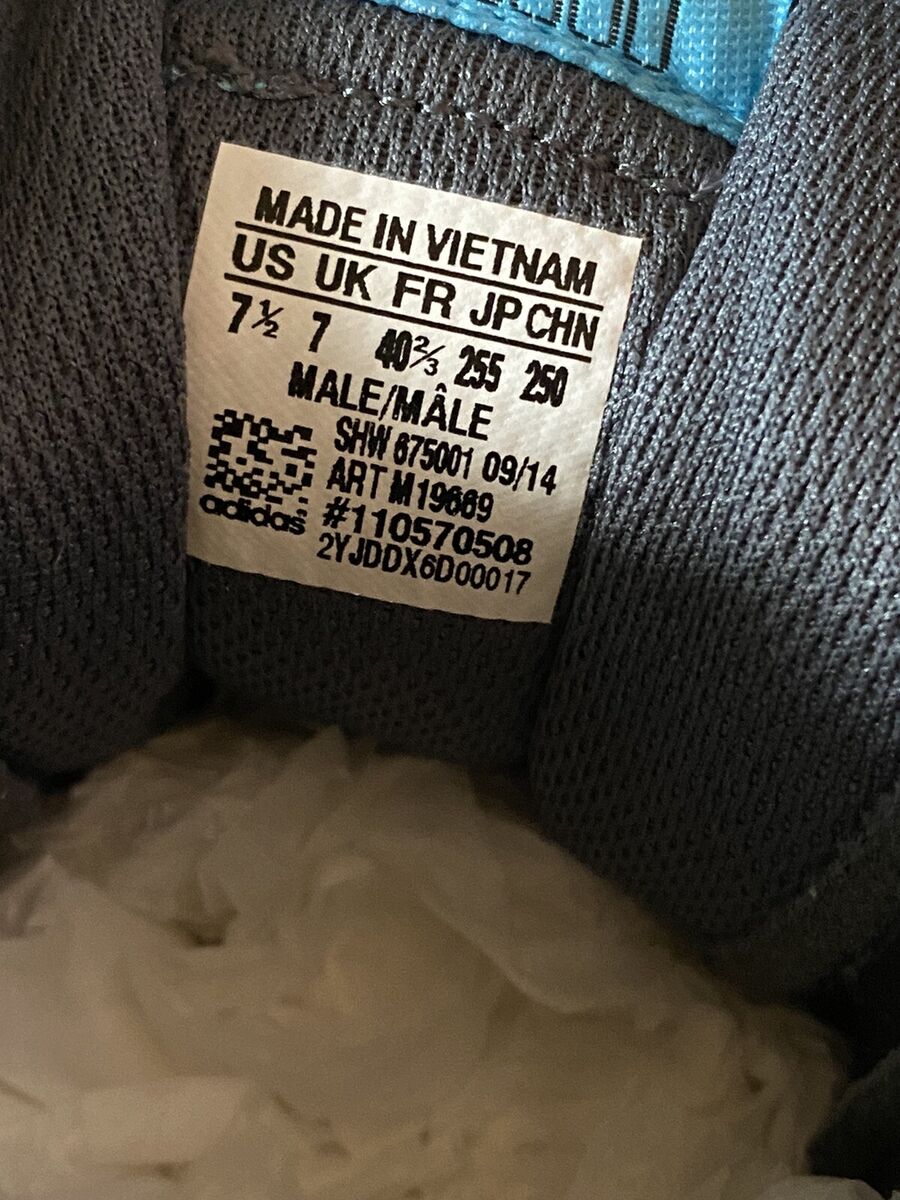 MADE IN VIETNAM
US UK FR JP CHN
7½ 7 40⅔ 255 250
MALE/MÂLE
SHW 675001 09/14
ART M19669
adidas #110570508
2YJDDX6D00017